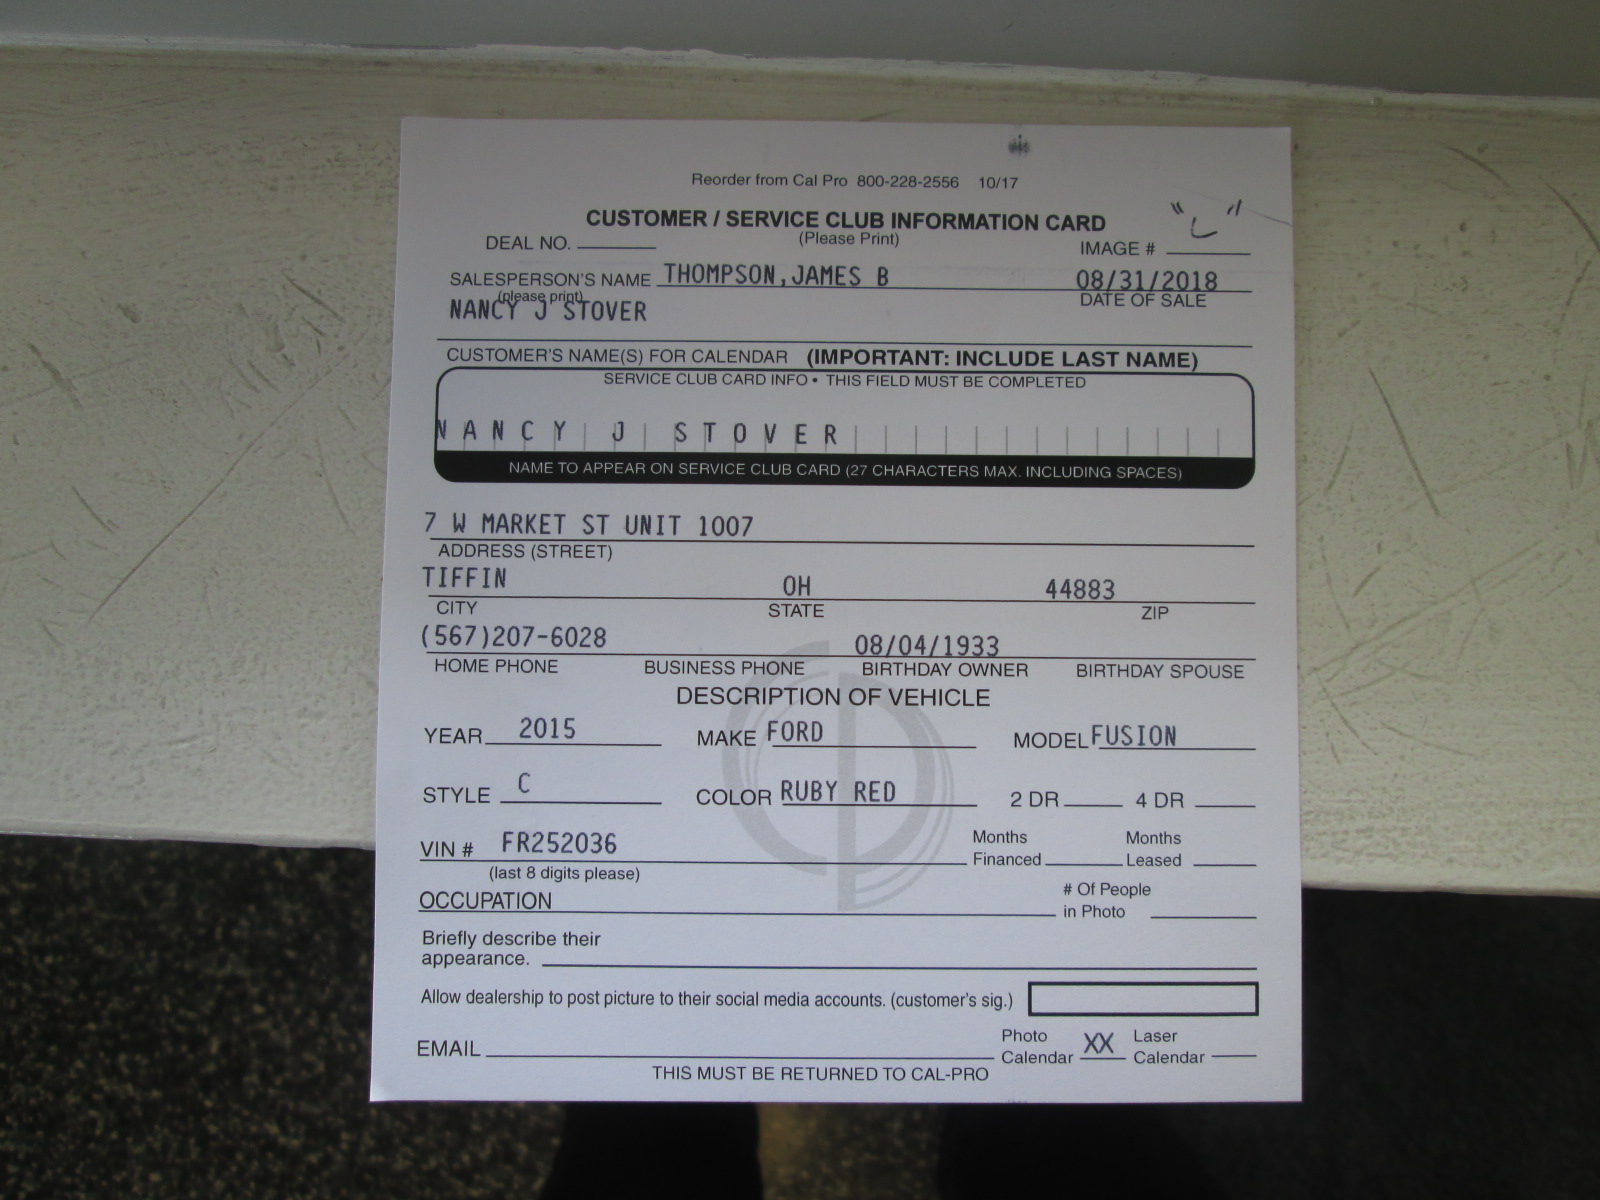 Reorder from Cal Pro 800-228-2556 10/17
CUSTOMER / SERVICE CLUB INFORMATION CARD
(Please Print)
"L"
DEAL NO.
IMAGE #
SALESPERSON'S NAME THOMPSON,JAMES B 08/31/2018
(please print) DATE OF SALE
NANCY J STOVER
CUSTOMER'S NAME(S) FOR CALENDAR (IMPORTANT: INCLUDE LAST NAME)
SERVICE CLUB CARD INFO • THIS FIELD MUST BE COMPLETED
N A N C Y J S T O V E R
NAME TO APPEAR ON SERVICE CLUB CARD (27 CHARACTERS MAX. INCLUDING SPACES)
7 W MARKET ST UNIT 1007
ADDRESS (STREET)
TIFFIN OH 44883
CITY STATE ZIP
(567)207-6028 08/04/1933
HOME PHONE BUSINESS PHONE BIRTHDAY OWNER BIRTHDAY SPOUSE
DESCRIPTION OF VEHICLE
YEAR 2015 MAKE FORD MODEL FUSION
STYLE C COLOR RUBY RED 2 DR 4 DR
VIN # FR252036 Months Financed Months Leased
(last 8 digits please)
OCCUPATION # Of People in Photo
Briefly describe their
appearance.
Allow dealership to post picture to their social media accounts. (customer's sig.)
EMAIL Photo Calendar XX Laser Calendar
THIS MUST BE RETURNED TO CAL-PRO